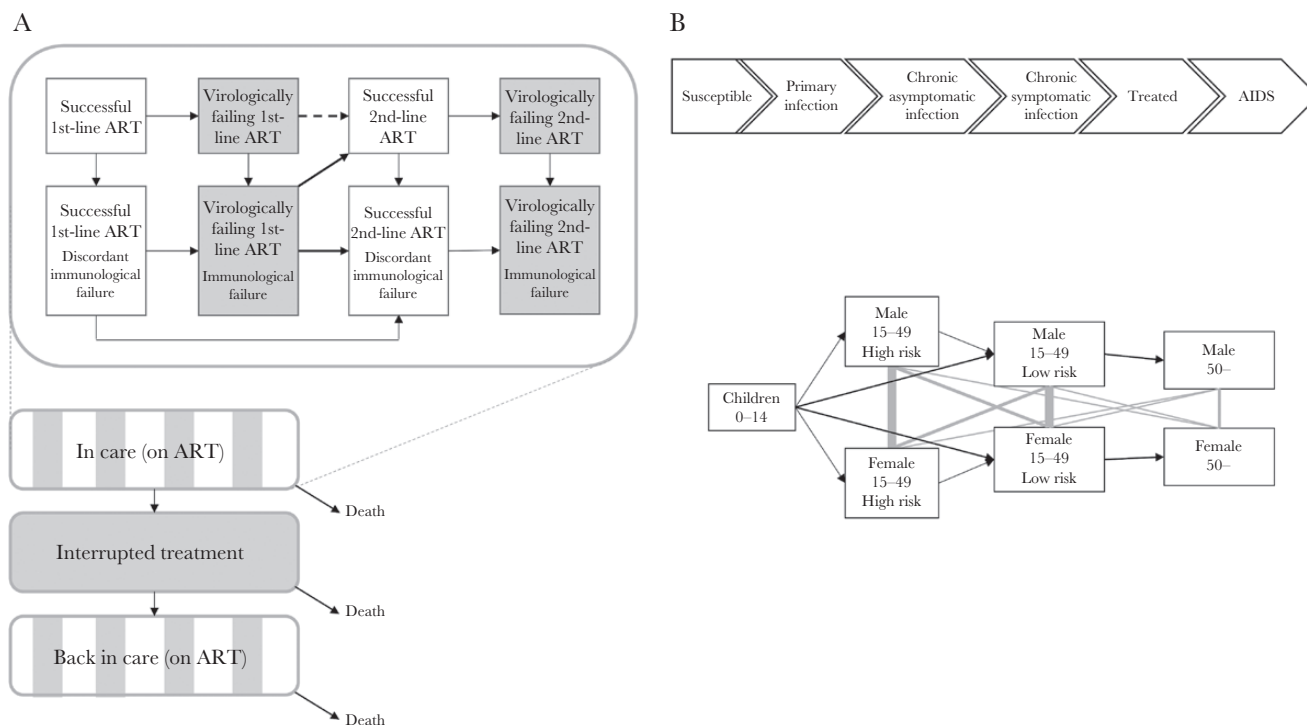 A
Successful
1st-line ART
Virologically
failing 1st-
line ART
Successful
2nd-line
ART
Virologically
failing 2nd-
line ART
Successful
1st-line ART
Discordant
immunological
failure
Virologically
failing 1st-
line ART
Immunological
failure
Successful
2nd-line ART
Discordant
immunological
failure
Virologically
failing 2nd-
line ART
Immunological
failure
In care (on ART)
Death
Interrupted treatment
Death
Back in care (on ART)
Death
B
Susceptible
Primary
infection
Chronic
asymptomatic
infection
Chronic
symptomatic
infection
Treated
AIDS
Children
0–14
Male
15–49
High risk
Male
15–49
Low risk
Male
50–
Female
15–49
High risk
Female
15–49
Low risk
Female
50–